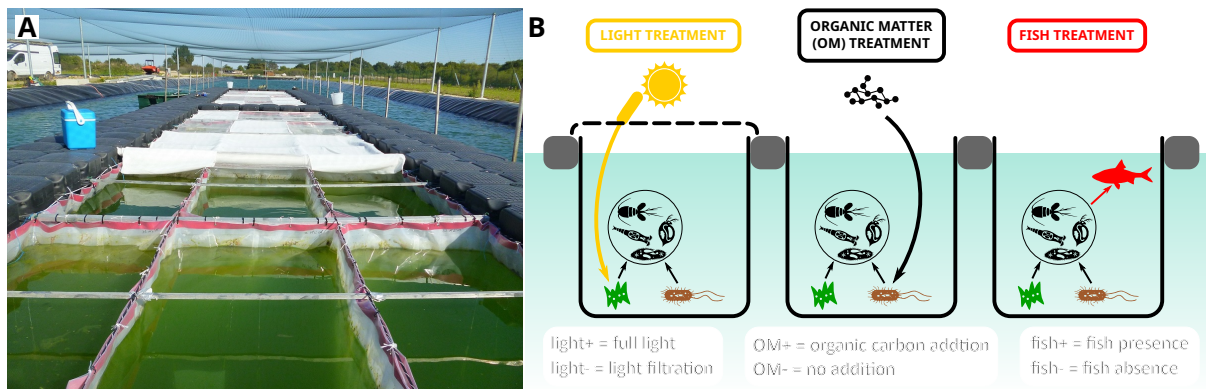 A
B
LIGHT TREATMENT
ORGANIC MATTER
(OM) TREATMENT
FISH TREATMENT
light+ = full light
light- = light filtration
OM+ = organic carbon addtion
OM- = no addition
fish+ = fish presence
fish- = fish absence